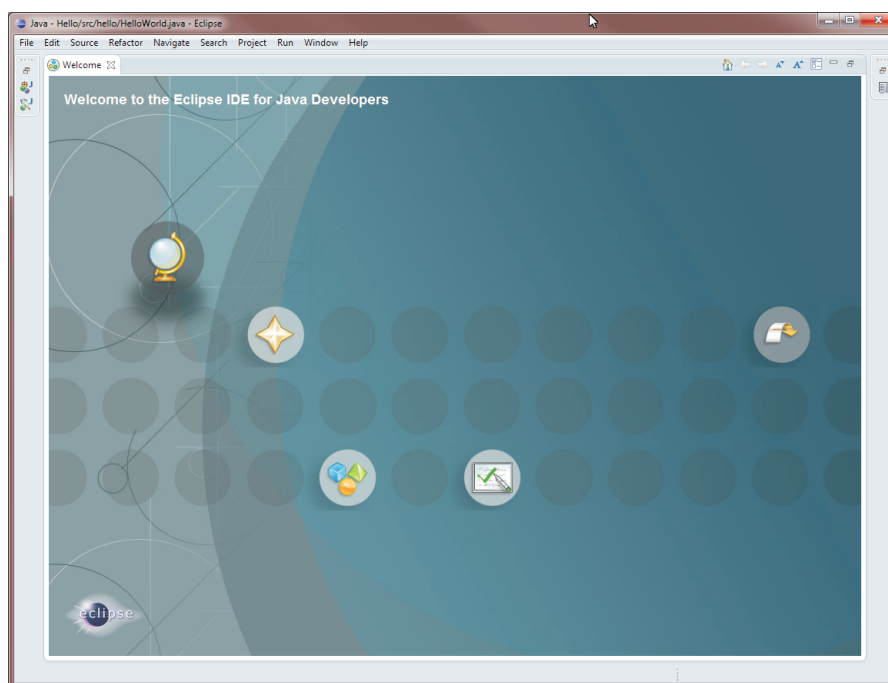 Java - Hello/src/hello/HelloWorld.java - Eclipse
File Edit Source Refactor Navigate Search Project Run Window Help
Welcome
Welcome to the Eclipse IDE for Java Developers
eclipse